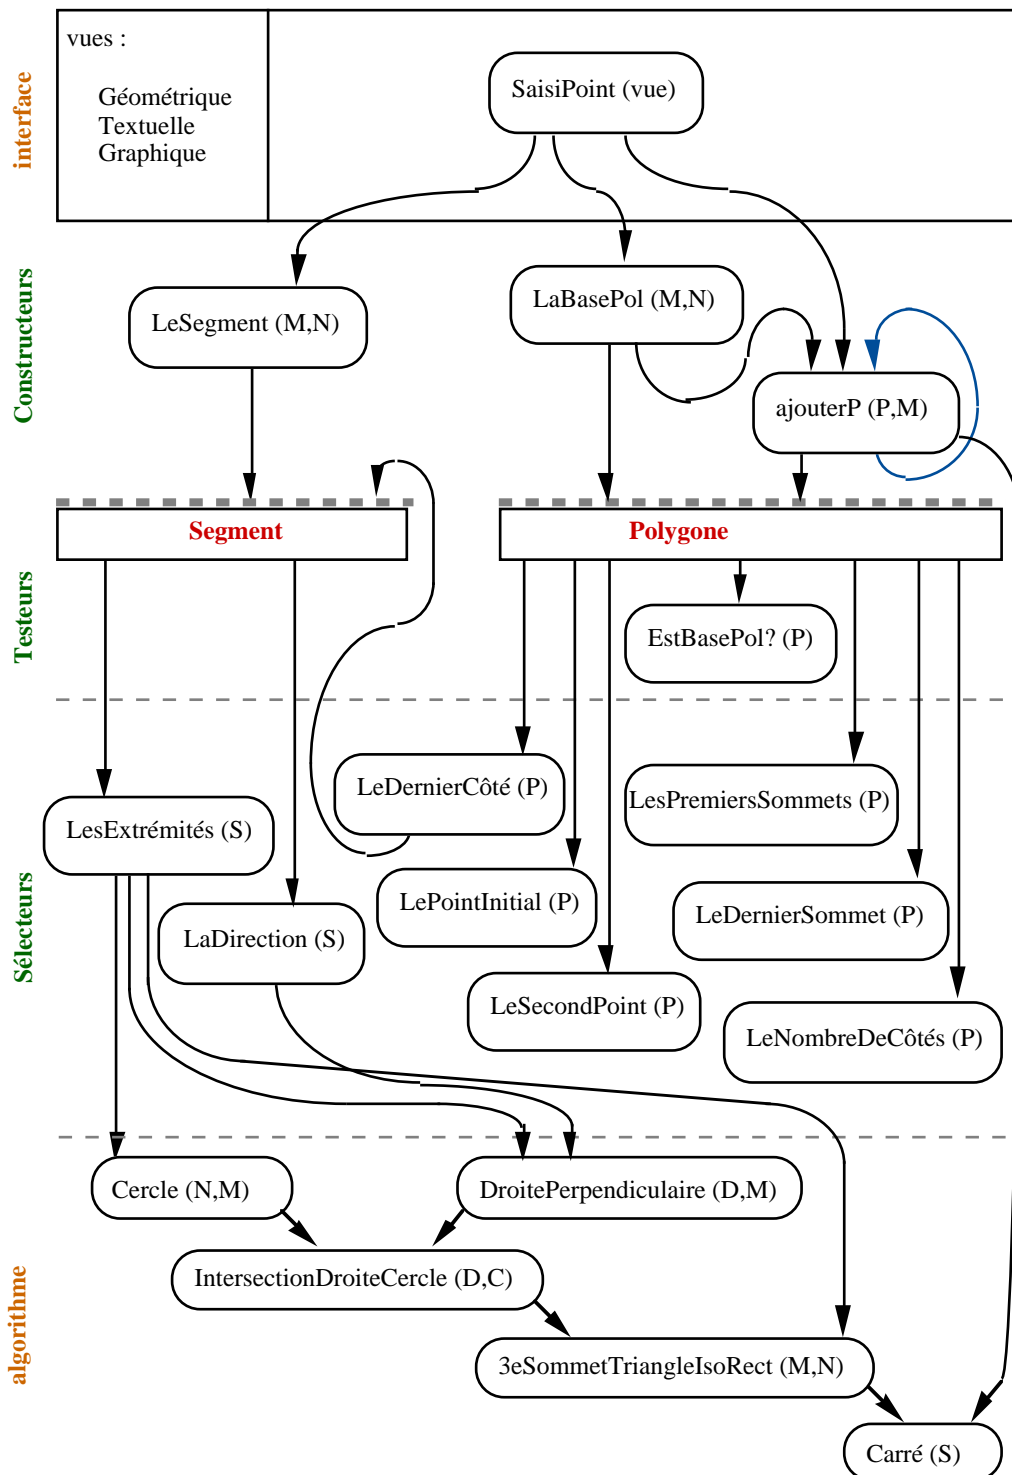 vues :
Géométrique
Textuelle
Graphique
interface
SaisiPoint (vue)
Constructeurs
LeSegment (M,N)
LaBasePol (M,N)
ajouterP (P,M)
Segment
Polygone
Testeurs
EstBasePol? (P)
Sélecteurs
LeDernierCôté (P)
LesPremiersSommets (P)
LesExtrémités (S)
LePointInitial (P)
LeDernierSommet (P)
LaDirection (S)
LeSecondPoint (P)
LeNombreDeCôtés (P)
algorithme
Cercle (N,M)
DroitePerpendiculaire (D,M)
IntersectionDroiteCercle (D,C)
3eSommetTriangleIsoRect (M,N)
Carré (S)